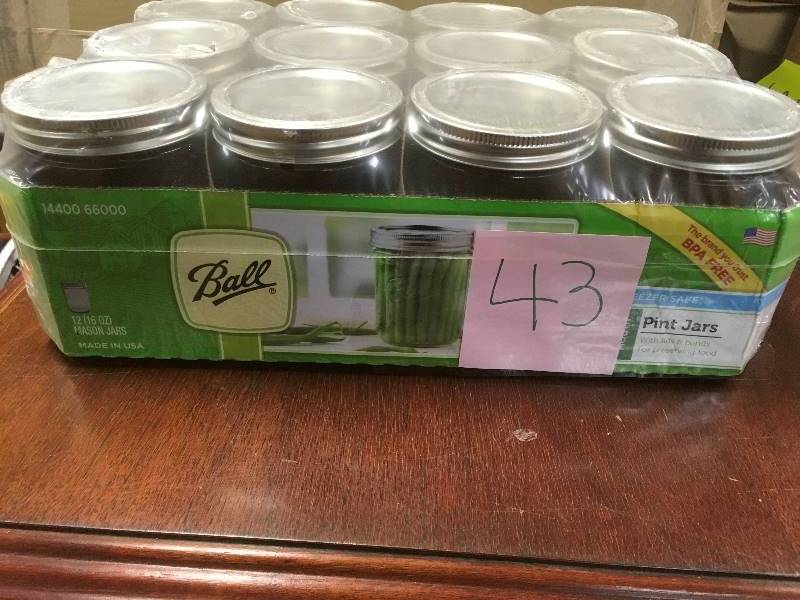 14400 66000
Ball®
12 (16 OZ)
MASON JARS
MADE IN USA
43
The brand you trust
BPA FREE
EEZER SAFE
Pint Jars
With lids & bands
for preserving food